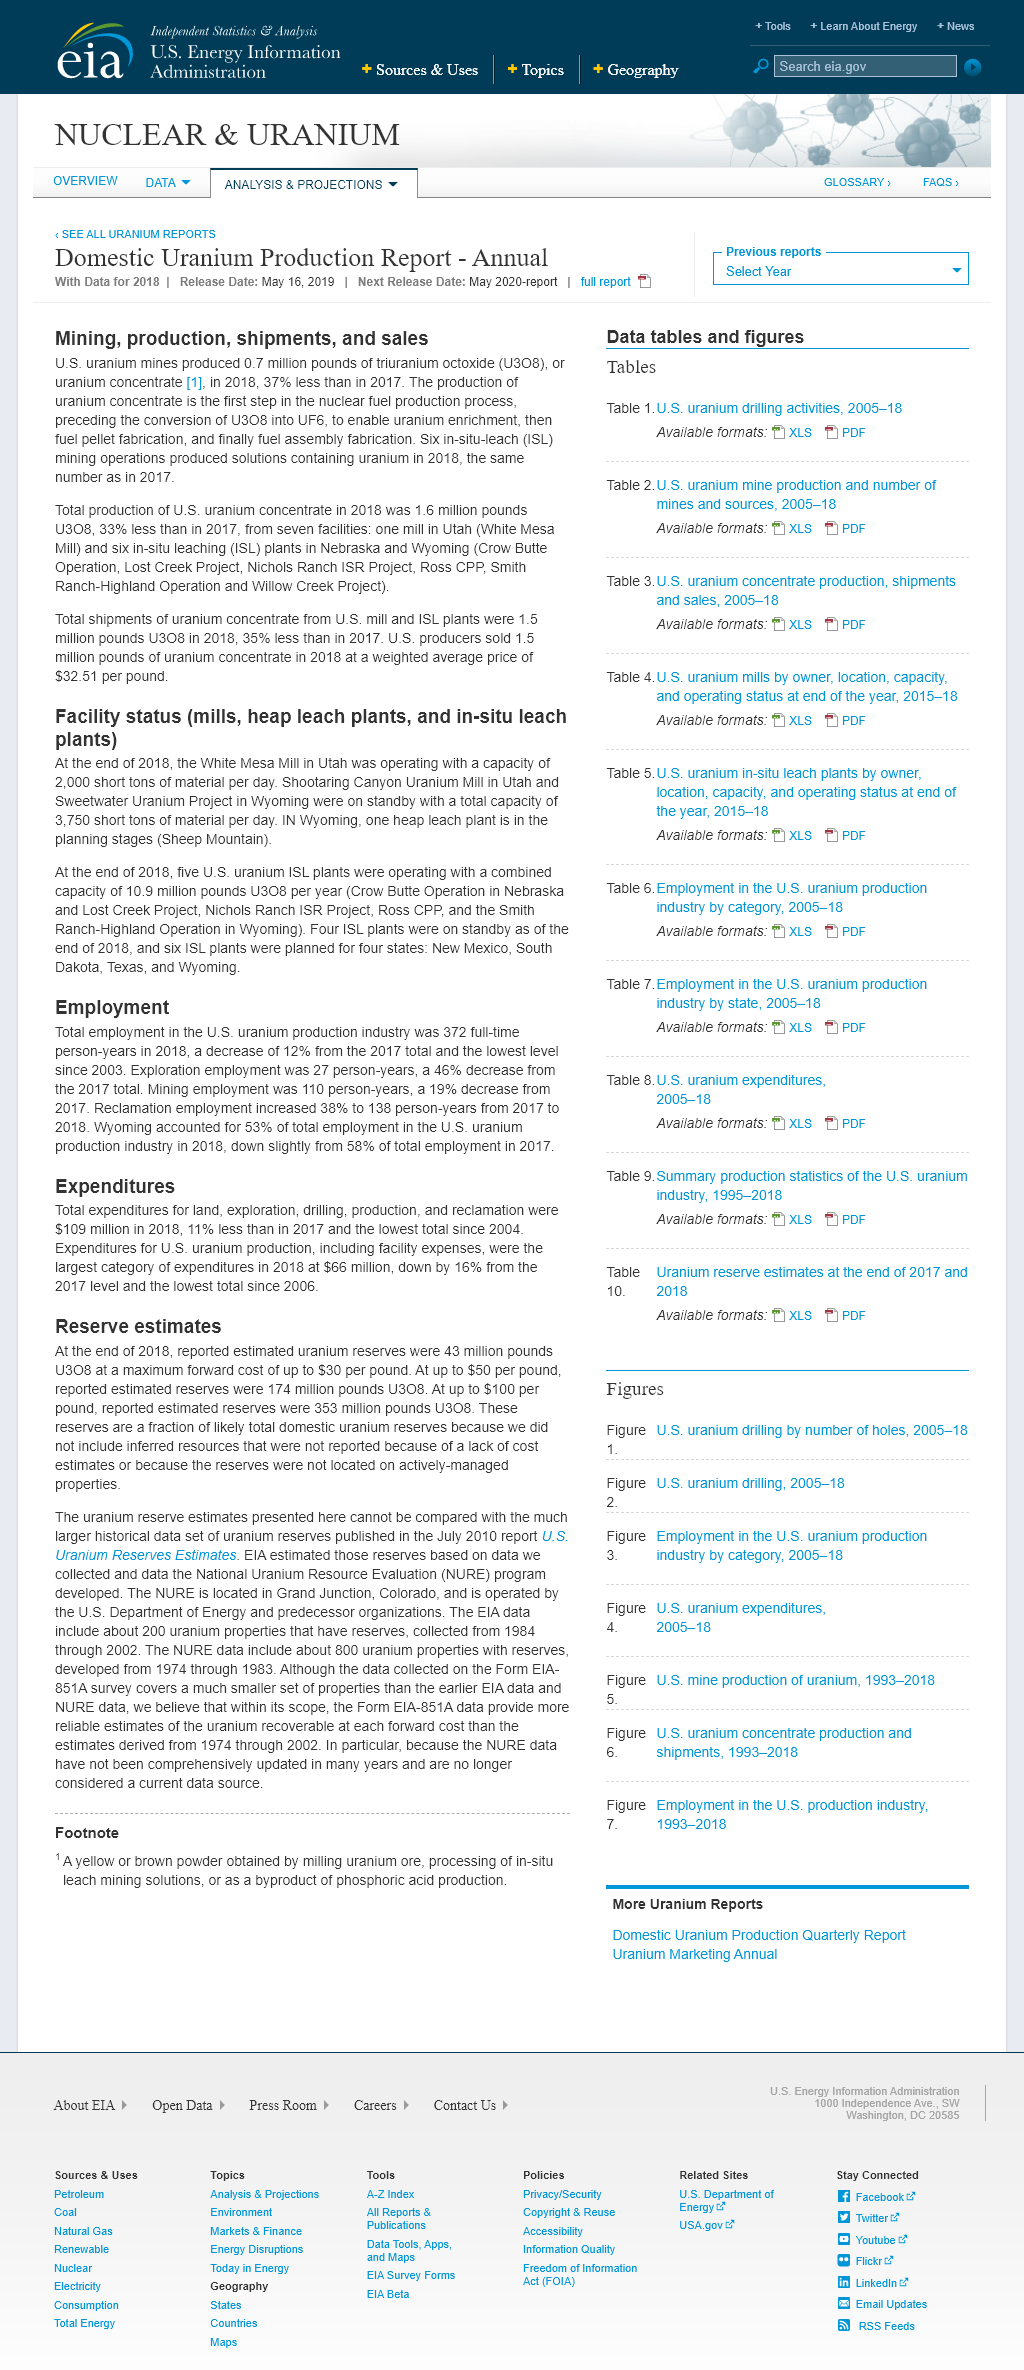 Independent Statistics & Analysis
U.S. Energy Information
Administration
eia
+ Sources & Uses
+ Topics
+ Geography
+ Tools
+ Learn About Energy
+ News
Search eia.gov
NUCLEAR & URANIUM
OVERVIEW
DATA
ANALYSIS & PROJECTIONS
GLOSSARY ›
FAQS ›
‹ SEE ALL URANIUM REPORTS
Domestic Uranium Production Report - Annual
With Data for 2018 | Release Date: May 16, 2019 | Next Release Date: May 2020-report | full report
Previous reports
Select Year
Mining, production, shipments, and sales
U.S. uranium mines produced 0.7 million pounds of triuranium octoxide (U3O8), or
uranium concentrate [1], in 2018, 37% less than in 2017. The production of
uranium concentrate is the first step in the nuclear fuel production process,
preceding the conversion of U3O8 into UF6, to enable uranium enrichment, then
fuel pellet fabrication, and finally fuel assembly fabrication. Six in-situ-leach (ISL)
mining operations produced solutions containing uranium in 2018, the same
number as in 2017.
Total production of U.S. uranium concentrate in 2018 was 1.6 million pounds
U3O8, 33% less than in 2017, from seven facilities: one mill in Utah (White Mesa
Mill) and six in-situ leaching (ISL) plants in Nebraska and Wyoming (Crow Butte
Operation, Lost Creek Project, Nichols Ranch ISR Project, Ross CPP, Smith
Ranch-Highland Operation and Willow Creek Project).
Total shipments of uranium concentrate from U.S. mill and ISL plants were 1.5
million pounds U3O8 in 2018, 35% less than in 2017. U.S. producers sold 1.5
million pounds of uranium concentrate in 2018 at a weighted average price of
$32.51 per pound.
Facility status (mills, heap leach plants, and in-situ leach
plants)
At the end of 2018, the White Mesa Mill in Utah was operating with a capacity of
2,000 short tons of material per day. Shootaring Canyon Uranium Mill in Utah and
Sweetwater Uranium Project in Wyoming were on standby with a total capacity of
3,750 short tons of material per day. IN Wyoming, one heap leach plant is in the
planning stages (Sheep Mountain).
At the end of 2018, five U.S. uranium ISL plants were operating with a combined
capacity of 10.9 million pounds U3O8 per year (Crow Butte Operation in Nebraska
and Lost Creek Project, Nichols Ranch ISR Project, Ross CPP, and the Smith
Ranch-Highland Operation in Wyoming). Four ISL plants were on standby as of the
end of 2018, and six ISL plants were planned for four states: New Mexico, South
Dakota, Texas, and Wyoming.
Employment
Total employment in the U.S. uranium production industry was 372 full-time
person-years in 2018, a decrease of 12% from the 2017 total and the lowest level
since 2003. Exploration employment was 27 person-years, a 46% decrease from
the 2017 total. Mining employment was 110 person-years, a 19% decrease from
2017. Reclamation employment increased 38% to 138 person-years from 2017 to
2018. Wyoming accounted for 53% of total employment in the U.S. uranium
production industry in 2018, down slightly from 58% of total employment in 2017.
Expenditures
Total expenditures for land, exploration, drilling, production, and reclamation were
$109 million in 2018, 11% less than in 2017 and the lowest total since 2004.
Expenditures for U.S. uranium production, including facility expenses, were the
largest category of expenditures in 2018 at $66 million, down by 16% from the
2017 level and the lowest total since 2006.
Reserve estimates
At the end of 2018, reported estimated uranium reserves were 43 million pounds
U3O8 at a maximum forward cost of up to $30 per pound. At up to $50 per pound,
reported estimated reserves were 174 million pounds U3O8. At up to $100 per
pound, reported estimated reserves were 353 million pounds U3O8. These
reserves are a fraction of likely total domestic uranium reserves because we did
not include inferred resources that were not reported because of a lack of cost
estimates or because the reserves were not located on actively-managed
properties.
The uranium reserve estimates presented here cannot be compared with the much
larger historical data set of uranium reserves published in the July 2010 report U.S.
Uranium Reserves Estimates. EIA estimated those reserves based on data we
collected and data the National Uranium Resource Evaluation (NURE) program
developed. The NURE is located in Grand Junction, Colorado, and is operated by
the U.S. Department of Energy and predecessor organizations. The EIA data
include about 200 uranium properties that have reserves, collected from 1984
through 2002. The NURE data include about 800 uranium properties with reserves,
developed from 1974 through 1983. Although the data collected on the Form EIA-
851A survey covers a much smaller set of properties than the earlier EIA data and
NURE data, we believe that within its scope, the Form EIA-851A data provide more
reliable estimates of the uranium recoverable at each forward cost than the
estimates derived from 1974 through 2002. In particular, because the NURE data
have not been comprehensively updated in many years and are no longer
considered a current data source.
Footnote
1 A yellow or brown powder obtained by milling uranium ore, processing of in-situ
leach mining solutions, or as a byproduct of phosphoric acid production.
Data tables and figures
Tables
Table 1. U.S. uranium drilling activities, 2005–18
Available formats: XLS PDF
Table 2. U.S. uranium mine production and number of
mines and sources, 2005–18
Available formats: XLS PDF
Table 3. U.S. uranium concentrate production, shipments
and sales, 2005–18
Available formats: XLS PDF
Table 4. U.S. uranium mills by owner, location, capacity,
and operating status at end of the year, 2015–18
Available formats: XLS PDF
Table 5. U.S. uranium in-situ leach plants by owner,
location, capacity, and operating status at end of
the year, 2015–18
Available formats: XLS PDF
Table 6. Employment in the U.S. uranium production
industry by category, 2005–18
Available formats: XLS PDF
Table 7. Employment in the U.S. uranium production
industry by state, 2005–18
Available formats: XLS PDF
Table 8. U.S. uranium expenditures,
2005–18
Available formats: XLS PDF
Table 9. Summary production statistics of the U.S. uranium
industry, 1995–2018
Available formats: XLS PDF
Table Uranium reserve estimates at the end of 2017 and
10. 2018
Available formats: XLS PDF
Figures
Figure U.S. uranium drilling by number of holes, 2005–18
1.
Figure U.S. uranium drilling, 2005–18
2.
Figure Employment in the U.S. uranium production
3. industry by category, 2005–18
Figure U.S. uranium expenditures,
4. 2005–18
Figure U.S. mine production of uranium, 1993–2018
5.
Figure U.S. uranium concentrate production and
6. shipments, 1993–2018
Figure Employment in the U.S. production industry,
7. 1993–2018
More Uranium Reports
Domestic Uranium Production Quarterly Report
Uranium Marketing Annual
About EIA
Open Data
Press Room
Careers
Contact Us
U.S. Energy Information Administration
1000 Independence Ave., SW
Washington, DC 20585
Sources & Uses
Petroleum
Coal
Natural Gas
Renewable
Nuclear
Electricity
Consumption
Total Energy
Topics
Analysis & Projections
Environment
Markets & Finance
Energy Disruptions
Today in Energy
Geography
States
Countries
Maps
Tools
A-Z Index
All Reports &
Publications
Data Tools, Apps,
and Maps
EIA Survey Forms
EIA Beta
Policies
Privacy/Security
Copyright & Reuse
Accessibility
Information Quality
Freedom of Information
Act (FOIA)
Related Sites
U.S. Department of
Energy
USA.gov
Stay Connected
Facebook
Twitter
Youtube
Flickr
LinkedIn
Email Updates
RSS Feeds